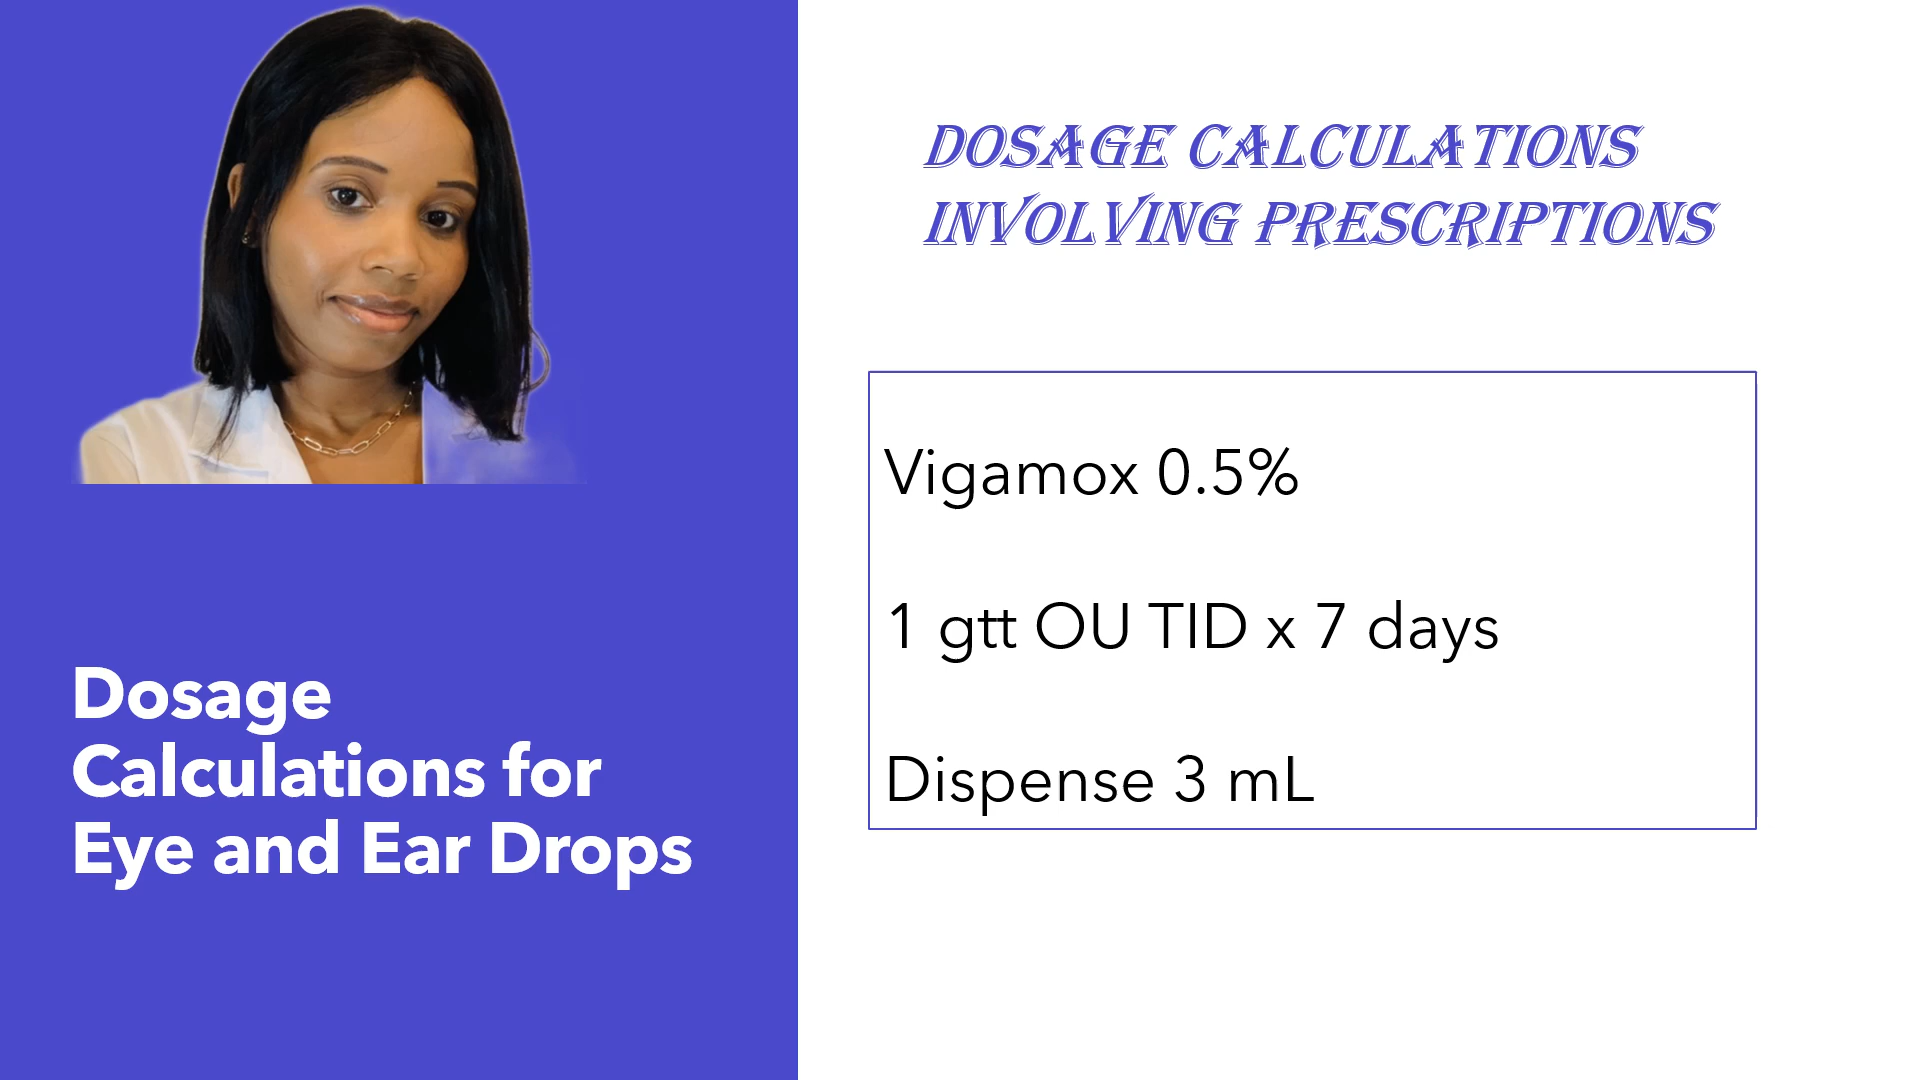 DOSAGE CALCULATIONS
INVOLVING PRESCRIPTIONS
Vigamox 0.5%
1 gtt OU TID x 7 days
Dispense 3 mL
Dosage
Calculations for
Eye and Ear Drops